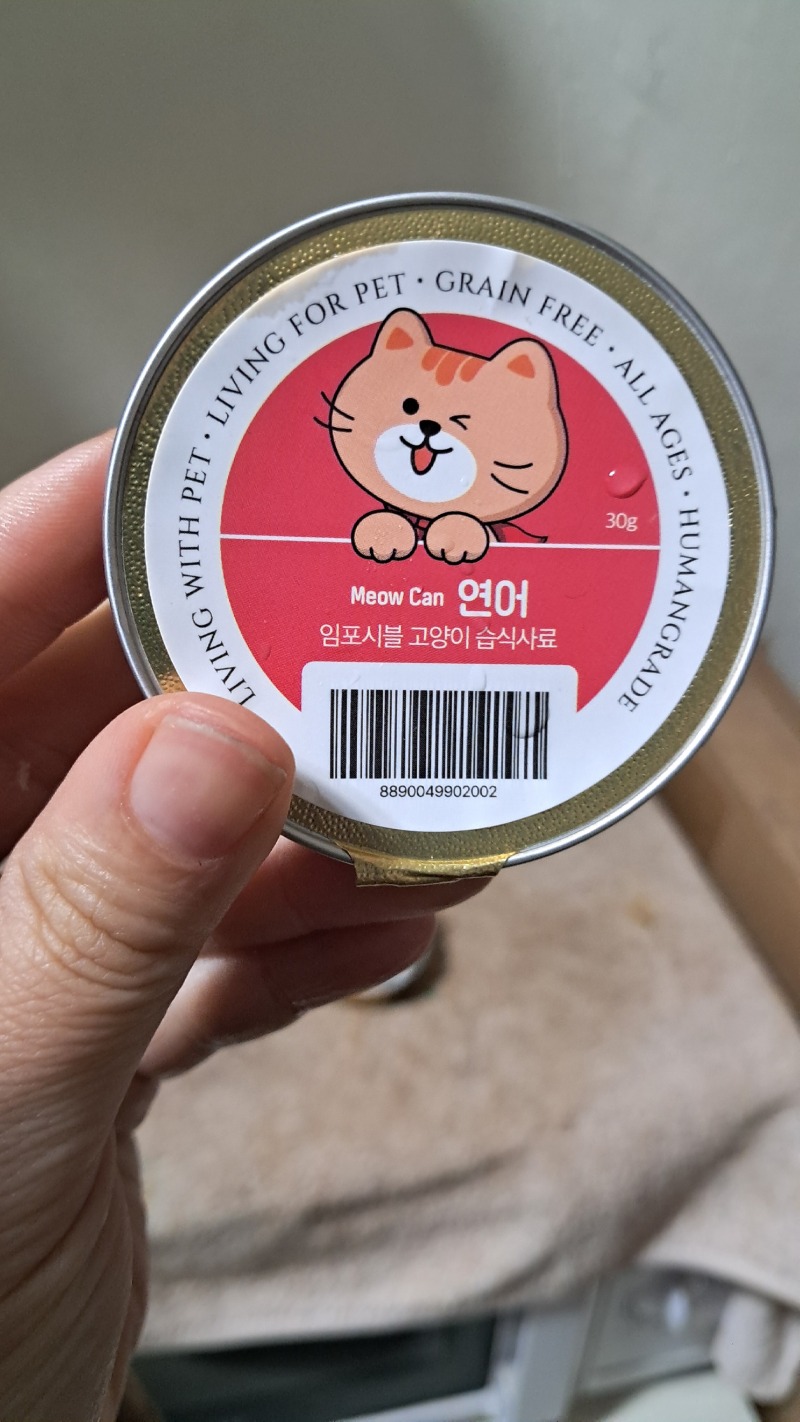 LIVING WITH PET • LIVING FOR PET • GRAIN FREE • ALL AGES • HUMANGRADE
30g
Meow Can 연어
임포시블 고양이 습식사료
8890049902002